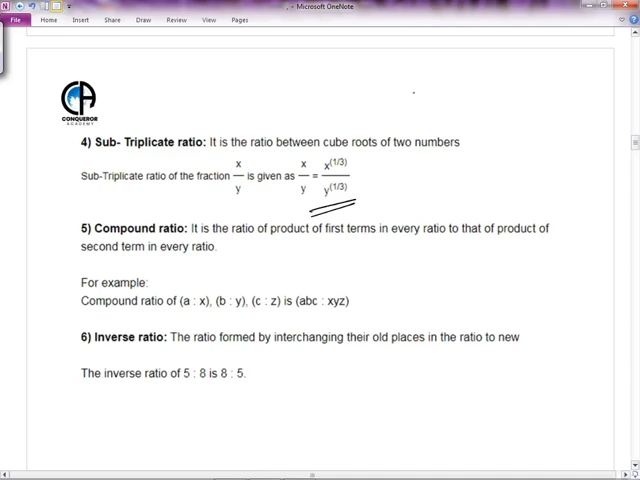 Microsoft OneNote
File Home Insert Share Draw Review View Pages
CONQUEROR
ACADEMY
4) Sub- Triplicate ratio: It is the ratio between cube roots of two numbers
Sub-Triplicate ratio of the fraction x/y is given as x/y = x^(1/3)/y^(1/3)
5) Compound ratio: It is the ratio of product of first terms in every ratio to that of product of
second term in every ratio.
For example:
Compound ratio of (a : x), (b : y), (c : z) is (abc : xyz)
6) Inverse ratio: The ratio formed by interchanging their old places in the ratio to new
The inverse ratio of 5 : 8 is 8 : 5.